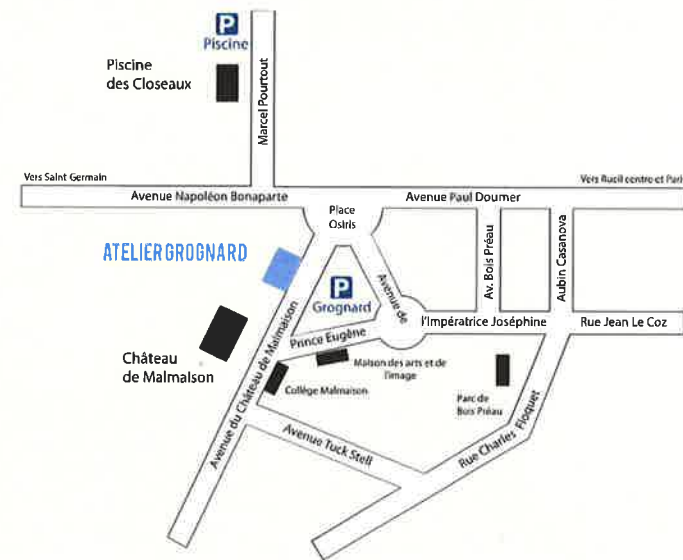 P
Piscine
Piscine
des Closeaux
Marcel Pourtout
Vers Saint Germain
Vers Rueil centre et Paris
Avenue Napoléon Bonaparte
Avenue Paul Doumer
Place
Osiris
ATELIER GROGNARD
P
Grognard
Avenue de
l'Impératrice Joséphine
Av. Bois Préau
Aubin Casanova
Rue Jean Le Coz
Prince Eugène
Château
de Malmaison
Avenue du Château de Malmaison
Maison des arts et de
l'image
Collège Malmaison
Parc de
Bois Préau
Avenue Tuck Stell
Rue Charles Floquet